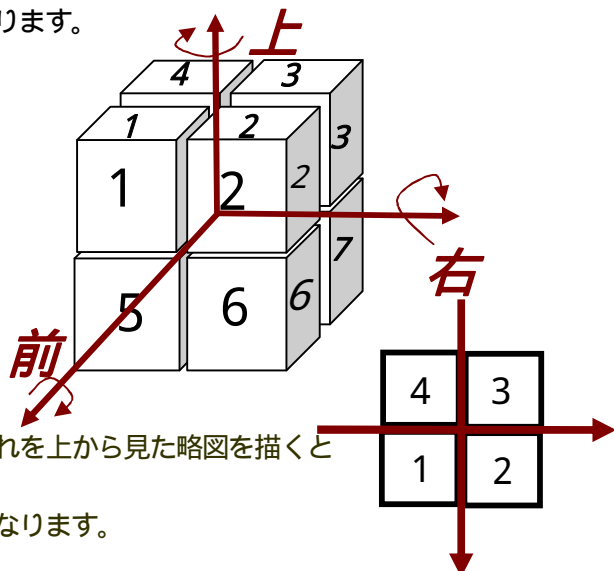 ります。
上
4 3
1 2
3
1 2 2
7
5 6 6
右
前
4 3
れを上から見た略図を描くと
1 2
なります。